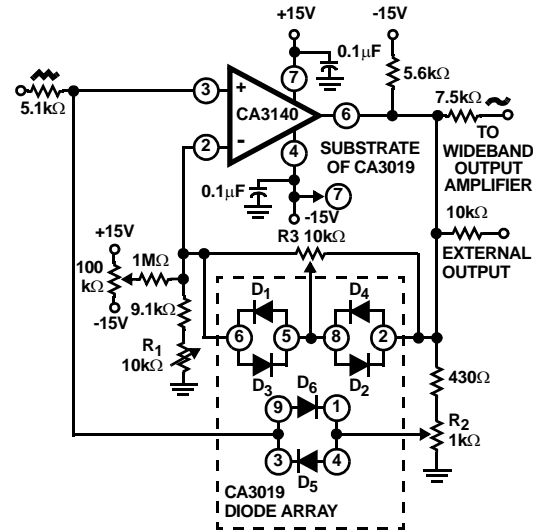 +15V
-15V
0.1µF
5.6kΩ
7.5kΩ
5.1kΩ
3
+
7
CA3140
6
2
-
4
SUBSTRATE
OF CA3019
TO
WIDEBAND
OUTPUT
AMPLIFIER
0.1µF
7
-15V
10kΩ
EXTERNAL
OUTPUT
R3 10kΩ
+15V
100
kΩ
1MΩ
-15V
9.1kΩ
R1
10kΩ
D1
D4
6
5
8
2
D3
D2
D6
9
1
3
4
D5
430Ω
R2
1kΩ
CA3019
DIODE ARRAY